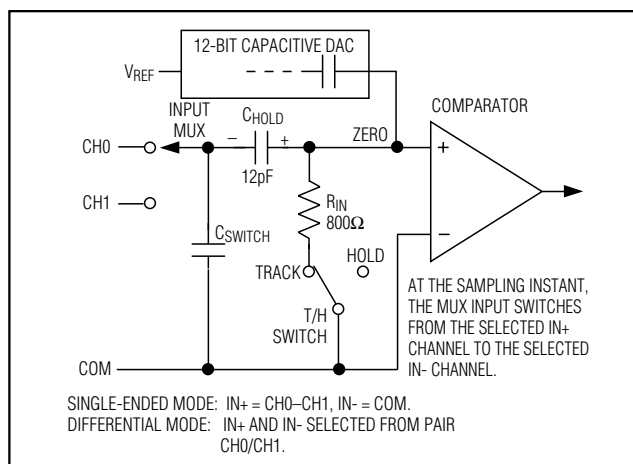 12-BIT CAPACITIVE DAC
VREF
COMPARATOR
INPUT
MUX
CHOLD
– +
ZERO
CH0
12pF
+
RIN
800Ω
CH1
–
CSWITCH
HOLD
TRACK
AT THE SAMPLING INSTANT,
THE MUX INPUT SWITCHES
FROM THE SELECTED IN+
CHANNEL TO THE SELECTED
IN- CHANNEL.
T/H
SWITCH
COM
SINGLE-ENDED MODE: IN+ = CH0–CH1, IN- = COM.
DIFFERENTIAL MODE: IN+ AND IN- SELECTED FROM PAIR
CH0/CH1.